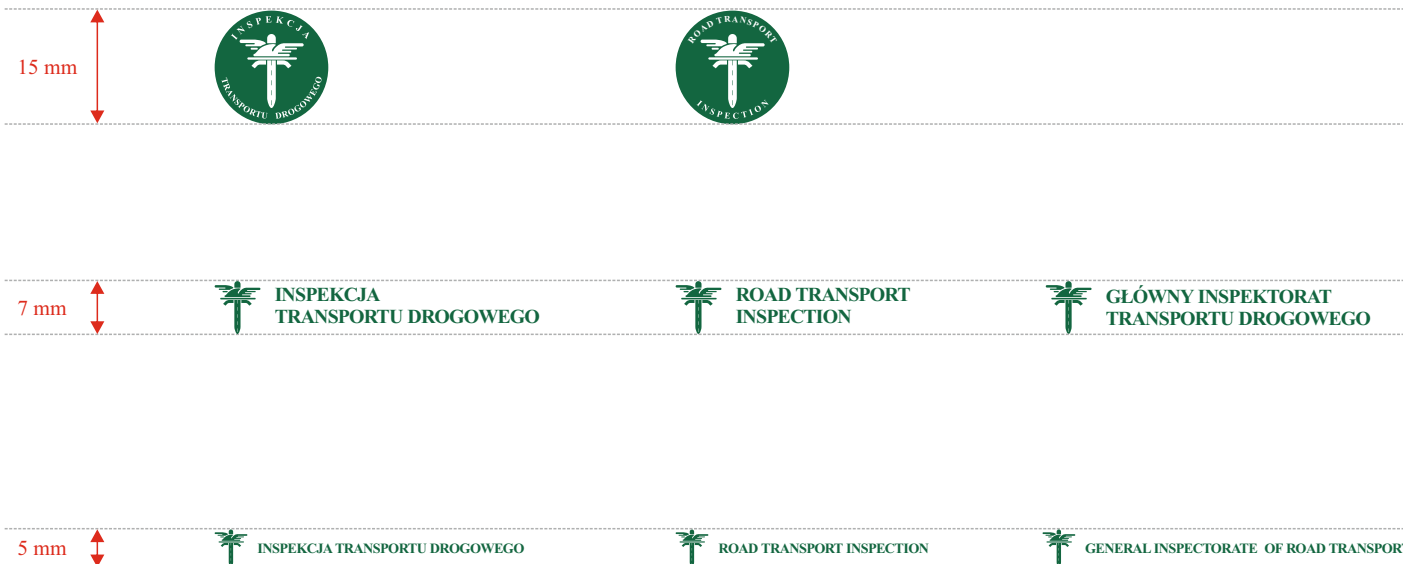 15 mm
INSPEKCJA
TRANSPORTU DROGOWEGO
ROAD TRANSPORT
INSPECTION
7 mm
INSPEKCJA
TRANSPORTU DROGOWEGO
ROAD TRANSPORT
INSPECTION
GŁÓWNY INSPEKTORAT
TRANSPORTU DROGOWEGO
5 mm
INSPEKCJA TRANSPORTU DROGOWEGO
ROAD TRANSPORT INSPECTION
GENERAL INSPECTORATE OF ROAD TRANSPORT